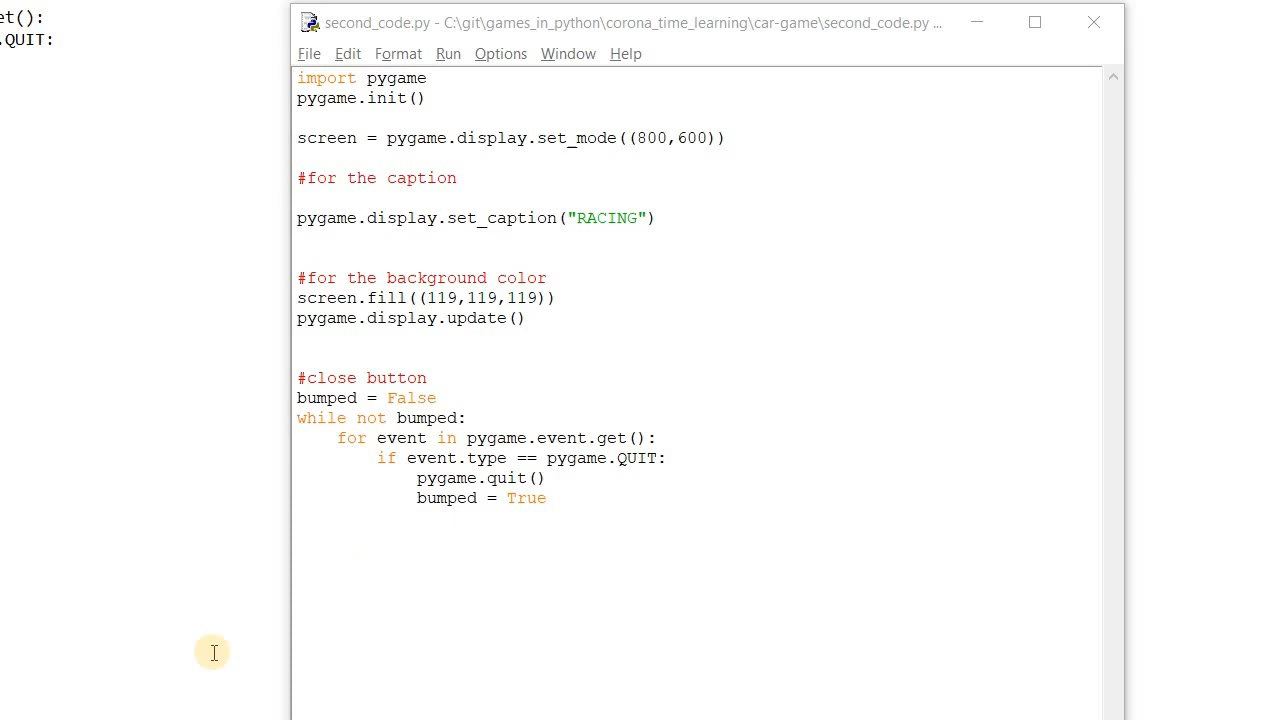 et():
.QUIT:
second_code.py - C:\git\games_in_python\corona_time_learning\car-game\second_code.py ...
File Edit Format Run Options Window Help
import pygame
pygame.init()
screen = pygame.display.set_mode((800,600))
#for the caption
pygame.display.set_caption("RACING")
#for the background color
screen.fill((119,119,119))
pygame.display.update()
#close button
bumped = False
while not bumped:
    for event in pygame.event.get():
        if event.type == pygame.QUIT:
            pygame.quit()
            bumped = True